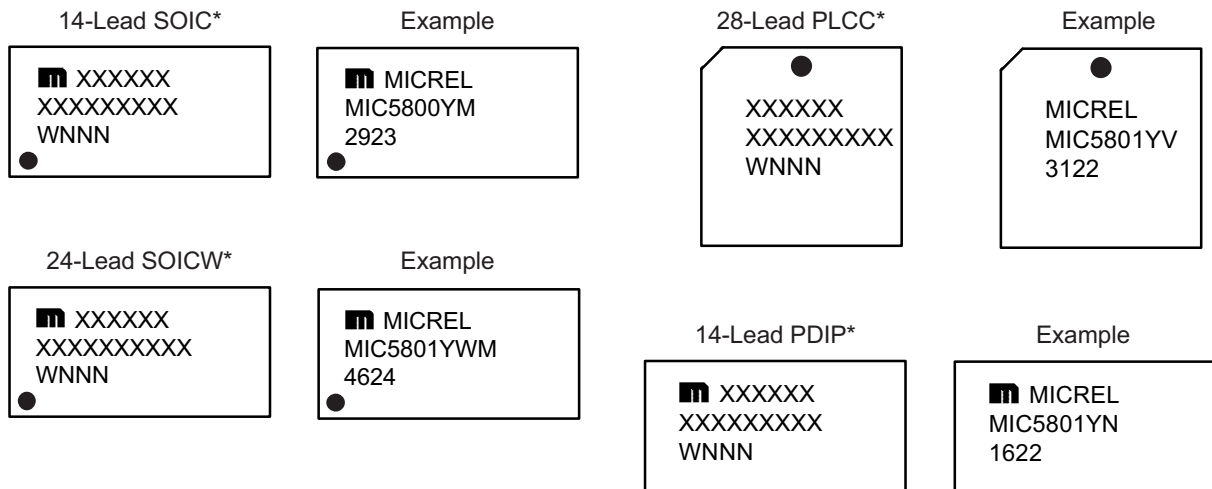 14-Lead SOIC*
Example
XXXXXX
XXXXXXXXX
WNNN
MICREL
MIC5800YM
2923
28-Lead PLCC*
Example
XXXXXX
XXXXXXXXX
WNNN
MICREL
MIC5801YV
3122
24-Lead SOICW*
Example
XXXXXX
XXXXXXXXXX
WNNN
MICREL
MIC5801YWM
4624
14-Lead PDIP*
Example
XXXXXX
XXXXXXXXX
WNNN
MICREL
MIC5801YN
1622